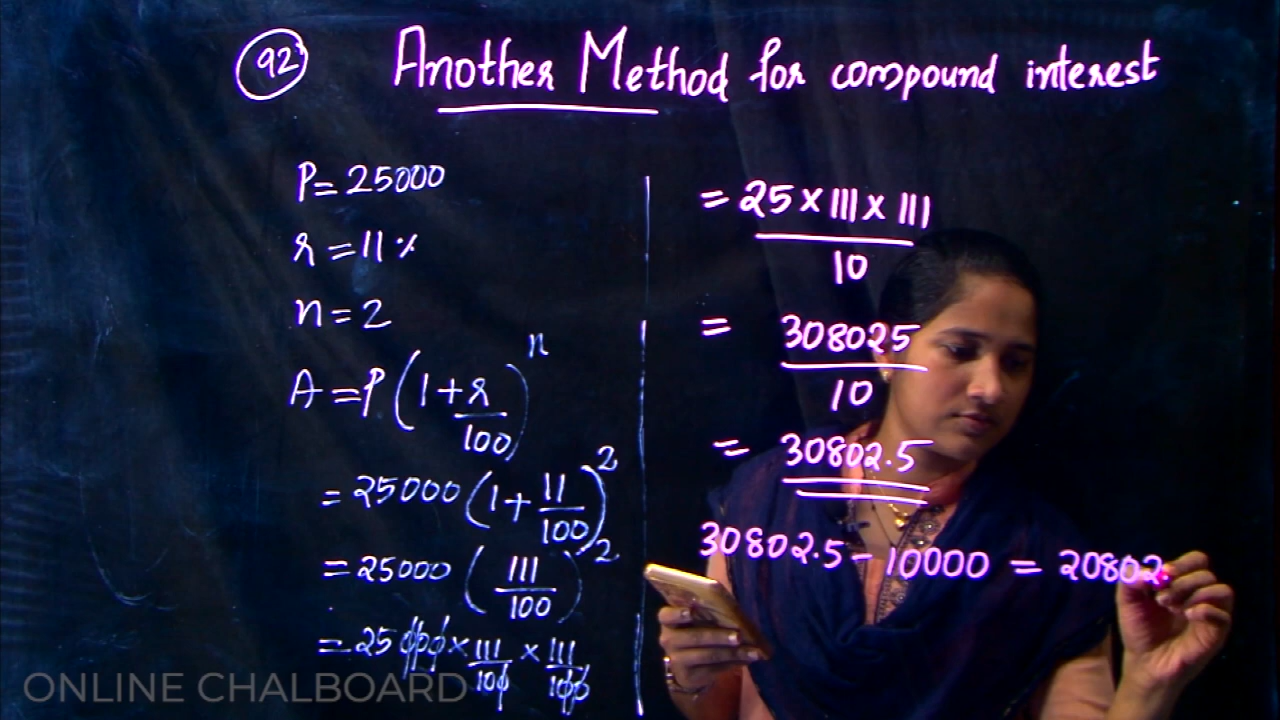 92
Another Method for compound interest
P = 25000
r = 11 %
n = 2
A = P (1 + r/100)^n
= 25000 (1 + 11/100)^2
= 25000 (111/100)^2
= 25000 × 111/100 × 111/100
= 25 × 111 × 111 / 10
= 308025 / 10
= 30802.5
30802.5 – 10000 = 20802.
ONLINE CHALBOARD